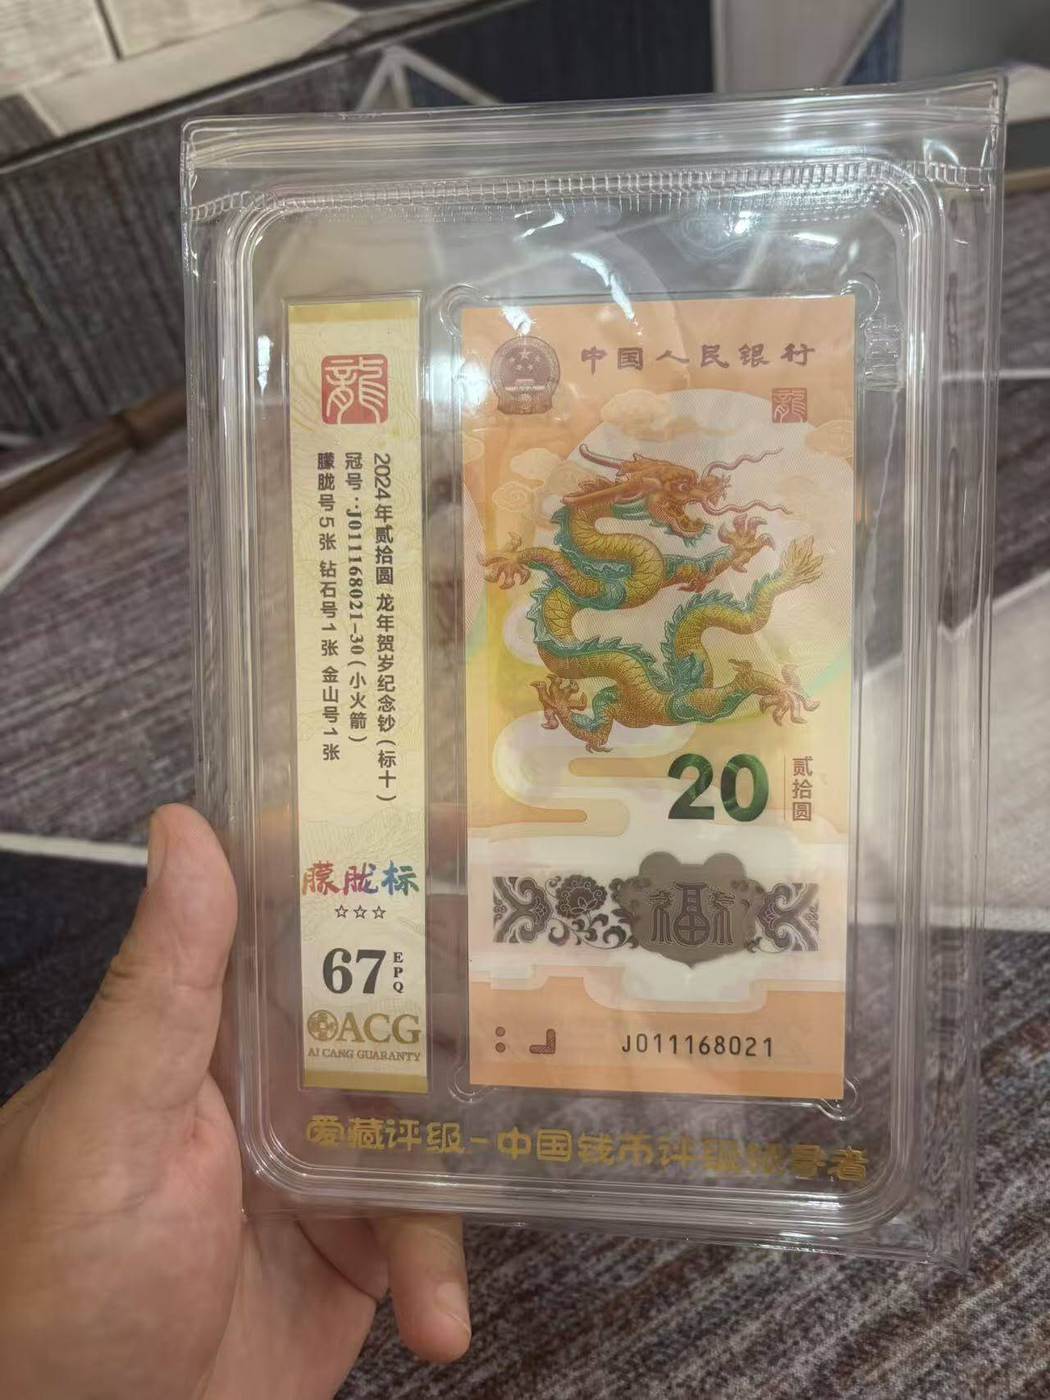 龍
2024年贰拾圆 龙年贺岁纪念钞(标十)
冠号:J011168021-30(小火箭)
朦胧号5张 钻石号1张 金山号1张
朦胧标
67 EPQ
ACG
AI CANG GUARANTY
中国人民银行
龍
20
贰拾圆
福
J011168021
爱藏评级-中国钱币评级领导者